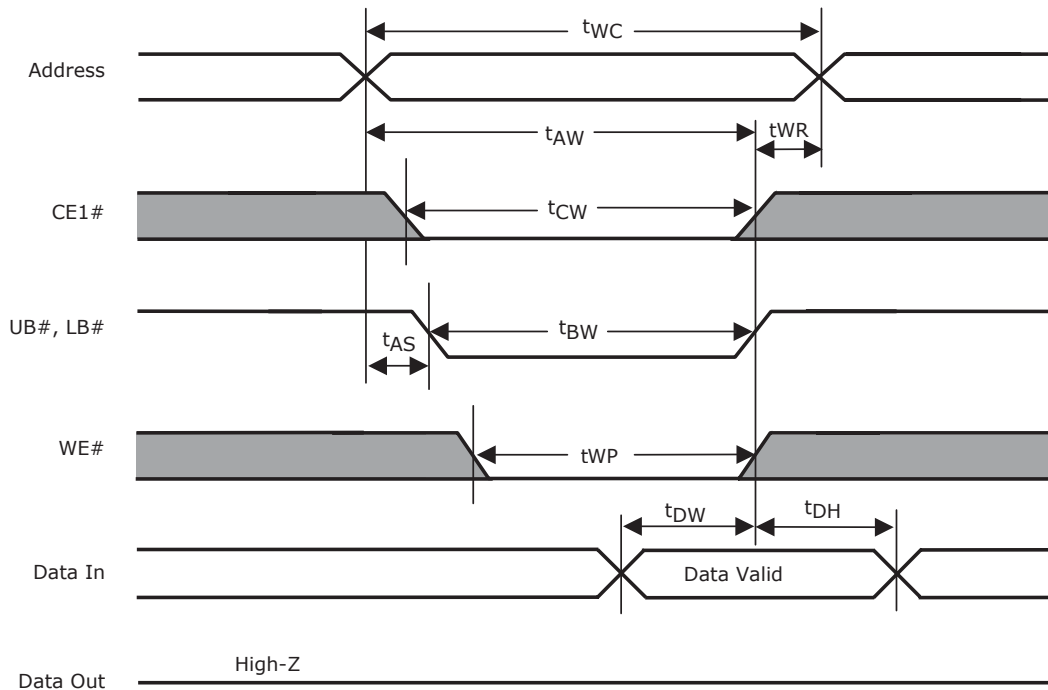 tWC
Address
tAW
tWR
CE1#
tCW
UB#, LB#
tBW
tAS
WE#
tWP
tDW
tDH
Data In
Data Valid
High-Z
Data Out